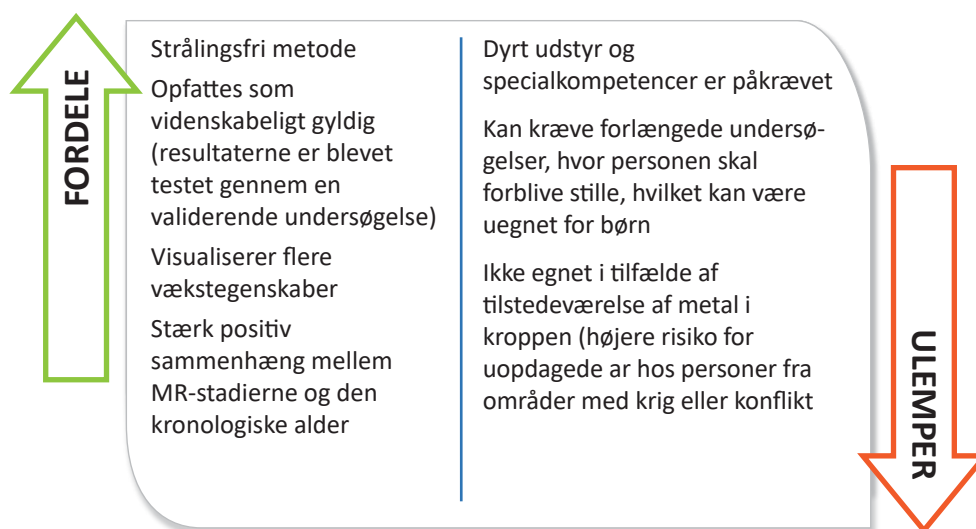 FORDELE
Strålingsfri metode
Opfattes som
videnskabeligt gyldig
(resultaterne er blevet
testet gennem en
validerende undersøgelse)
Visualiserer flere
vækstegenskaber
Stærk positiv
sammenhæng mellem
MR-stadierne og den
kronologiske alder
Dyrt udstyr og
specialkompetencer er påkrævet
Kan kræve forlængede undersø-
gelser, hvor personen skal
forblive stille, hvilket kan være
uegnet for børn
Ikke egnet i tilfælde af
tilstedeværelse af metal i
kroppen (højere risiko for
uopdagede ar hos personer fra
områder med krig eller konflikt
ULEMPER